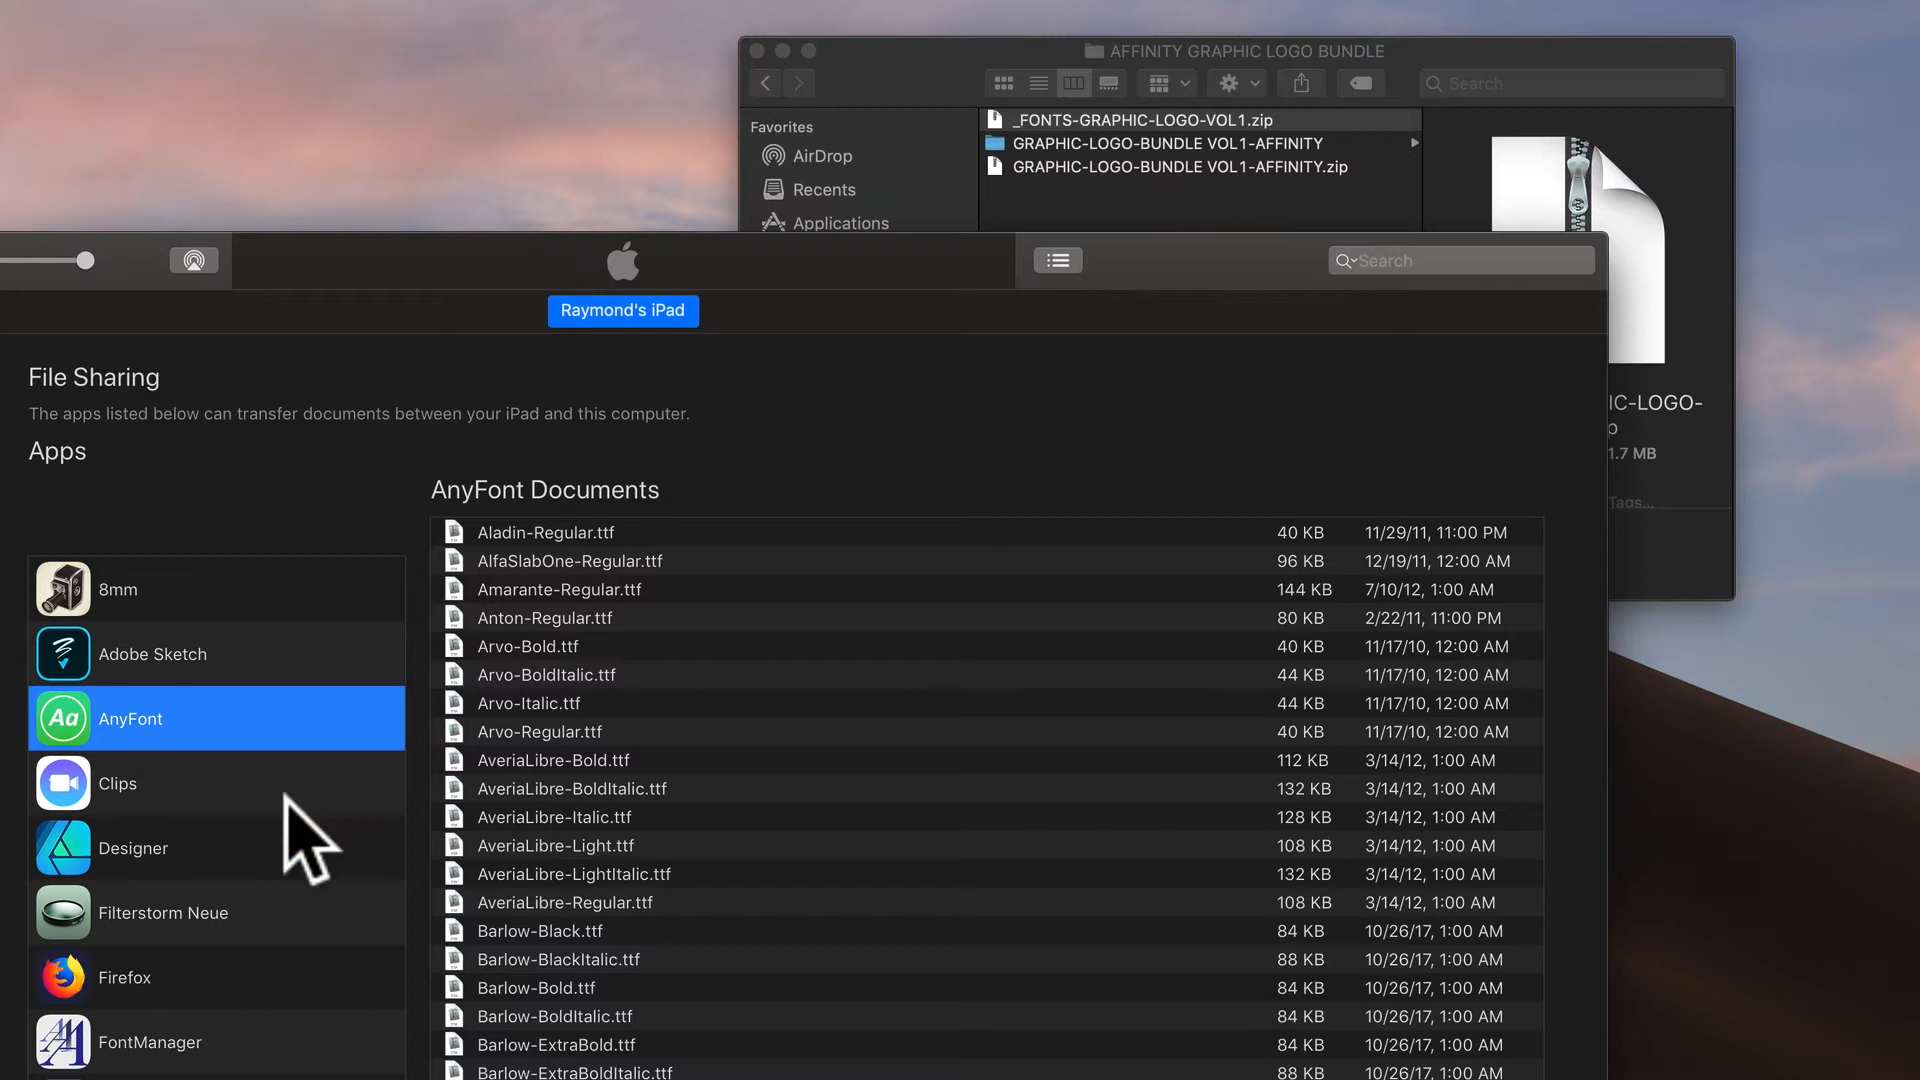 AFFINITY GRAPHIC LOGO BUNDLE
Search
Favorites
AirDrop
Recents
Applications
_FONTS-GRAPHIC-LOGO-VOL1.zip
GRAPHIC-LOGO-BUNDLE VOL1-AFFINITY
GRAPHIC-LOGO-BUNDLE VOL1-AFFINITY.zip
IC-LOGO-
p
1.7 MB
Tags...
Search
Raymond's iPad
File Sharing
The apps listed below can transfer documents between your iPad and this computer.
Apps
8mm
Adobe Sketch
Aa
AnyFont
Clips
Designer
Filterstorm Neue
Firefox
FontManager
AnyFont Documents
Aladin-Regular.ttf 40 KB 11/29/11, 11:00 PM
AlfaSlabOne-Regular.ttf 96 KB 12/19/11, 12:00 AM
Amarante-Regular.ttf 144 KB 7/10/12, 1:00 AM
Anton-Regular.ttf 80 KB 2/22/11, 11:00 PM
Arvo-Bold.ttf 40 KB 11/17/10, 12:00 AM
Arvo-BoldItalic.ttf 44 KB 11/17/10, 12:00 AM
Arvo-Italic.ttf 44 KB 11/17/10, 12:00 AM
Arvo-Regular.ttf 40 KB 11/17/10, 12:00 AM
AveriaLibre-Bold.ttf 112 KB 3/14/12, 1:00 AM
AveriaLibre-BoldItalic.ttf 132 KB 3/14/12, 1:00 AM
AveriaLibre-Italic.ttf 128 KB 3/14/12, 1:00 AM
AveriaLibre-Light.ttf 108 KB 3/14/12, 1:00 AM
AveriaLibre-LightItalic.ttf 132 KB 3/14/12, 1:00 AM
AveriaLibre-Regular.ttf 108 KB 3/14/12, 1:00 AM
Barlow-Black.ttf 84 KB 10/26/17, 1:00 AM
Barlow-BlackItalic.ttf 88 KB 10/26/17, 1:00 AM
Barlow-Bold.ttf 84 KB 10/26/17, 1:00 AM
Barlow-BoldItalic.ttf 84 KB 10/26/17, 1:00 AM
Barlow-ExtraBold.ttf 84 KB 10/26/17, 1:00 AM
Barlow-ExtraBoldItalic.ttf 88 KB 10/26/17, 1:00 AM